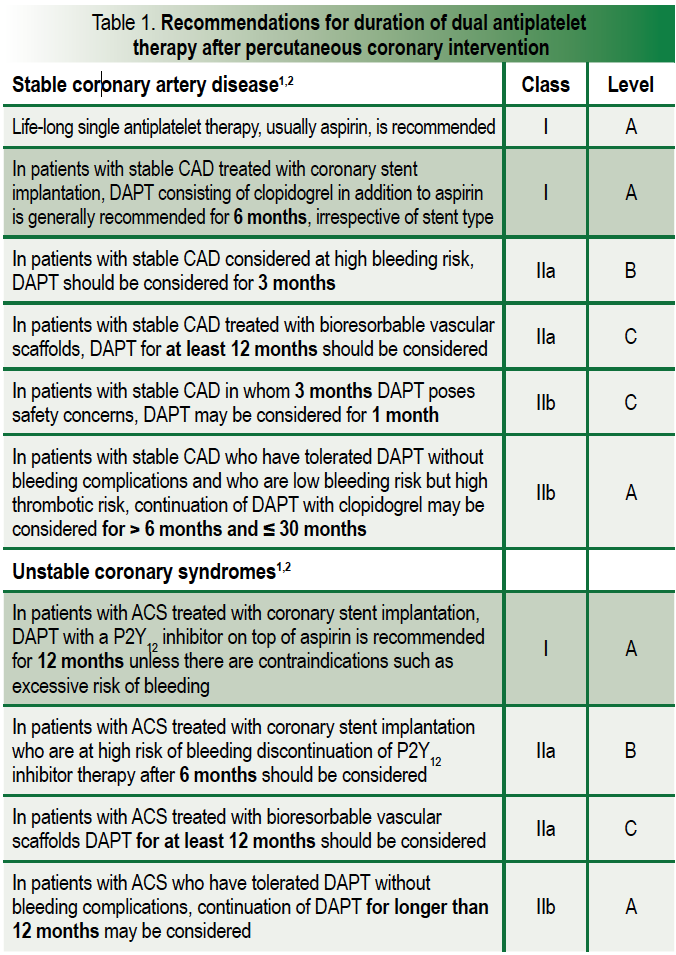 Table 1. Recommendations for duration of dual antiplatelet
therapy after percutaneous coronary intervention
Stable coronary artery disease1,2 Class Level
Life-long single antiplatelet therapy, usually aspirin, is recommended I A
In patients with stable CAD treated with coronary stent
implantation, DAPT consisting of clopidogrel in addition to aspirin
is generally recommended for 6 months, irrespective of stent type
I A
In patients with stable CAD considered at high bleeding risk,
DAPT should be considered for 3 months
IIa B
In patients with stable CAD treated with bioresorbable vascular
scaffolds, DAPT for at least 12 months should be considered
IIa C
In patients with stable CAD in whom 3 months DAPT poses
safety concerns, DAPT may be considered for 1 month
IIb C
In patients with stable CAD who have tolerated DAPT without
bleeding complications and who are low bleeding risk but high
thrombotic risk, continuation of DAPT with clopidogrel may be
considered for > 6 months and ≤ 30 months
IIb A
Unstable coronary syndromes1,2
In patients with ACS treated with coronary stent implantation,
DAPT with a P2Y12 inhibitor on top of aspirin is recommended
for 12 months unless there are contraindications such as
excessive risk of bleeding
I A
In patients with ACS treated with coronary stent implantation
who are at high risk of bleeding discontinuation of P2Y12
inhibitor therapy after 6 months should be considered
IIa B
In patients with ACS treated with bioresorbable vascular
scaffolds DAPT for at least 12 months should be considered
IIa C
In patients with ACS who have tolerated DAPT without
bleeding complications, continuation of DAPT for longer than
12 months may be considered
IIb A